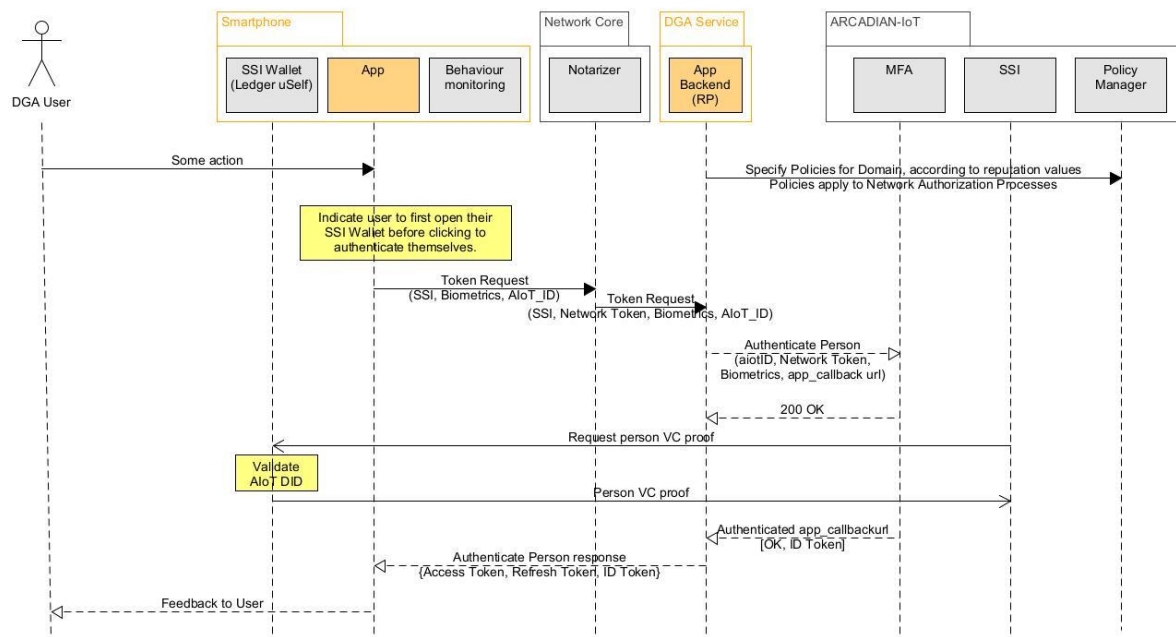 Smartphone
Network Core
DGA Service
ARCADIAN-IoT
SSI Wallet
(Ledger uSelf)
App
Behaviour
monitoring
Notarizer
App
Backend
(RP)
MFA
SSI
Policy
Manager
DGA User
Some action
Specify Policies for Domain, according to reputation values
Policies apply to Network Authorization Processes
Indicate user to first open their
SSI Wallet before clicking to
authenticate themselves.
Token Request
(SSI, Biometrics, AIoT_ID)
Token Request
(SSI, Network Token, Biometrics, AIoT_ID)
Authenticate Person
(aiotID, Network Token,
Biometrics, app_callback url)
200 OK
Request person VC proof
Validate
AIoT DID
Person VC proof
Authenticated app_callbackurl
[OK, ID Token]
Authenticate Person response
{Access Token, Refresh Token, ID Token}
Feedback to User